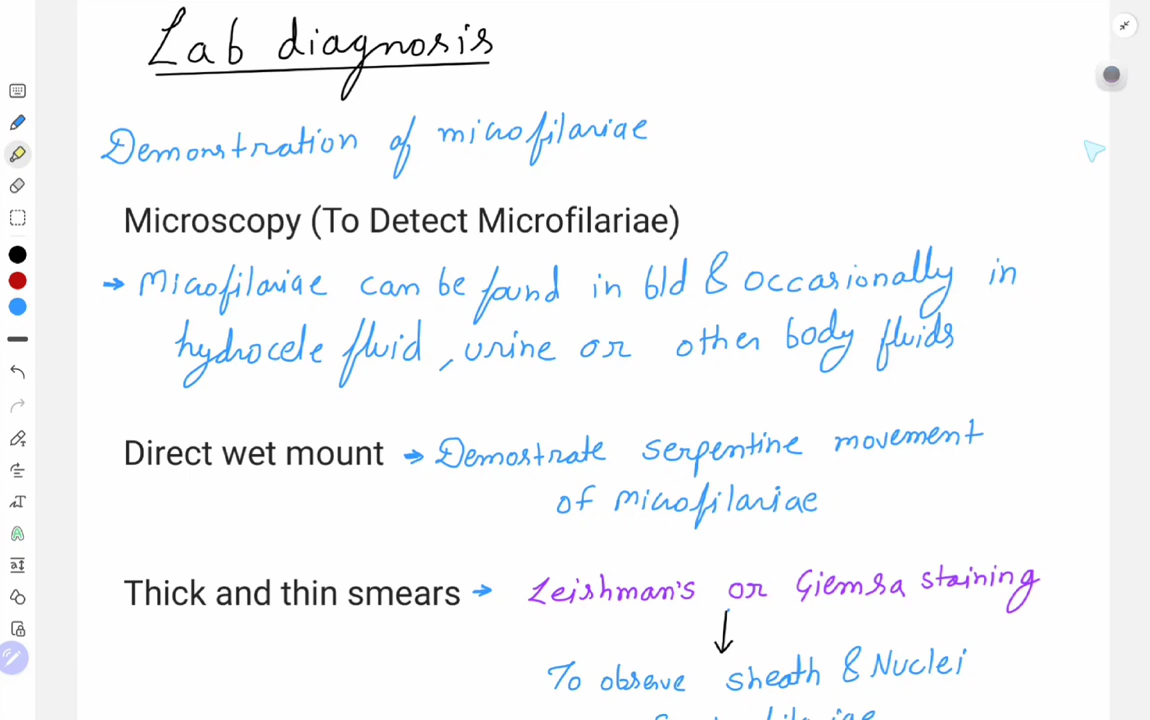 Lab diagnosis
Demonstration of microfilariae
Microscopy (To Detect Microfilariae)
→ Microfilariae can be found in bld & occasionally in
hydrocele fluid, urine or other body fluids
Direct wet mount → Demostrate serpentine movement
of microfilariae
Thick and thin smears → Leishman's or Giemsa staining
↓
To observe sheath & Nuclei